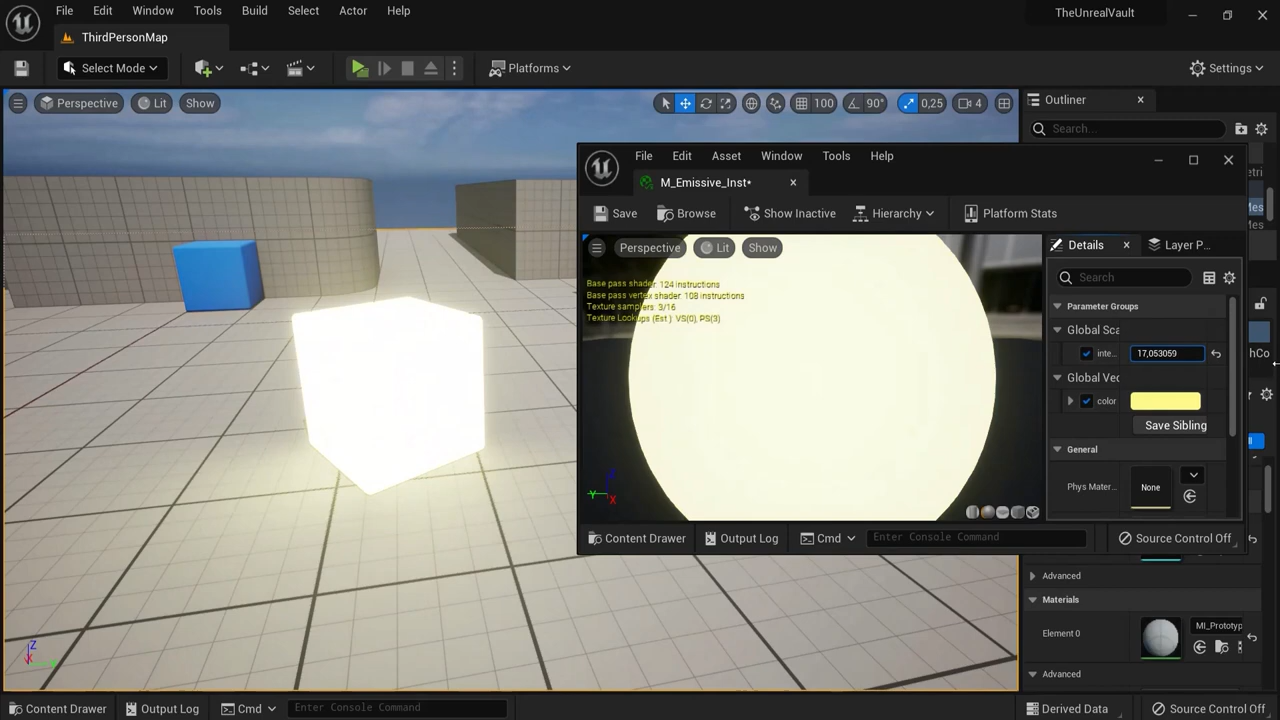 File Edit Window Tools Build Select Actor Help
TheUnrealVault
ThirdPersonMap
Select Mode
Platforms
Settings
Perspective Lit Show
100 90° 0,25 4
Outliner
Search...
File Edit Asset Window Tools Help
M_Emissive_Inst*
Save Browse Show Inactive Hierarchy Platform Stats
Perspective Lit Show
Base pass shader: 124 instructions
Base pass vertex shader: 108 instructions
Texture samplers: 3/16
Texture Lookups (Est.): VS(0), PS(3)
Details Layer P...
Search
Parameter Groups
Global Sca
inte... 17,053059
Global Vec
color
Save Sibling
General
Phys Mater... None
Y
Z
X
Content Drawer Output Log Cmd Enter Console Command Source Control Off
Advanced
Materials
Element 0
MI_Prototyp
Advanced
Z
X
Content Drawer Output Log Cmd Enter Console Command Derived Data Source Control Off